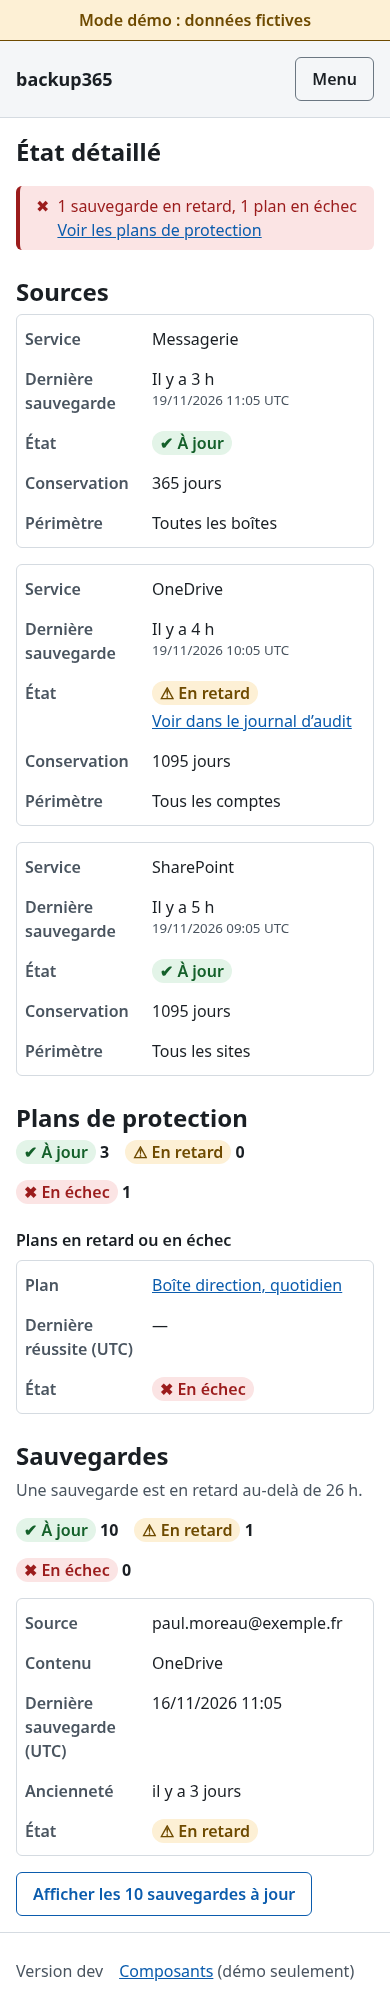 Mode démo : données fictives
backup365
Menu
État détaillé
✖ 1 sauvegarde en retard, 1 plan en échec
Voir les plans de protection
Sources
Service Messagerie
Dernière sauvegarde Il y a 3 h
19/11/2026 11:05 UTC
État ✔ À jour
Conservation 365 jours
Périmètre Toutes les boîtes
Service OneDrive
Dernière sauvegarde Il y a 4 h
19/11/2026 10:05 UTC
État ⚠ En retard
Voir dans le journal d’audit
Conservation 1095 jours
Périmètre Tous les comptes
Service SharePoint
Dernière sauvegarde Il y a 5 h
19/11/2026 09:05 UTC
État ✔ À jour
Conservation 1095 jours
Périmètre Tous les sites
Plans de protection
✔ À jour 3 ⚠ En retard 0
✖ En échec 1
Plans en retard ou en échec
Plan Boîte direction, quotidien
Dernière réussite (UTC) —
État ✖ En échec
Sauvegardes
Une sauvegarde est en retard au-delà de 26 h.
✔ À jour 10 ⚠ En retard 1
✖ En échec 0
Source paul.moreau@exemple.fr
Contenu OneDrive
Dernière sauvegarde (UTC) 16/11/2026 11:05
Ancienneté il y a 3 jours
État ⚠ En retard
Afficher les 10 sauvegardes à jour
Version dev Composants (démo seulement)